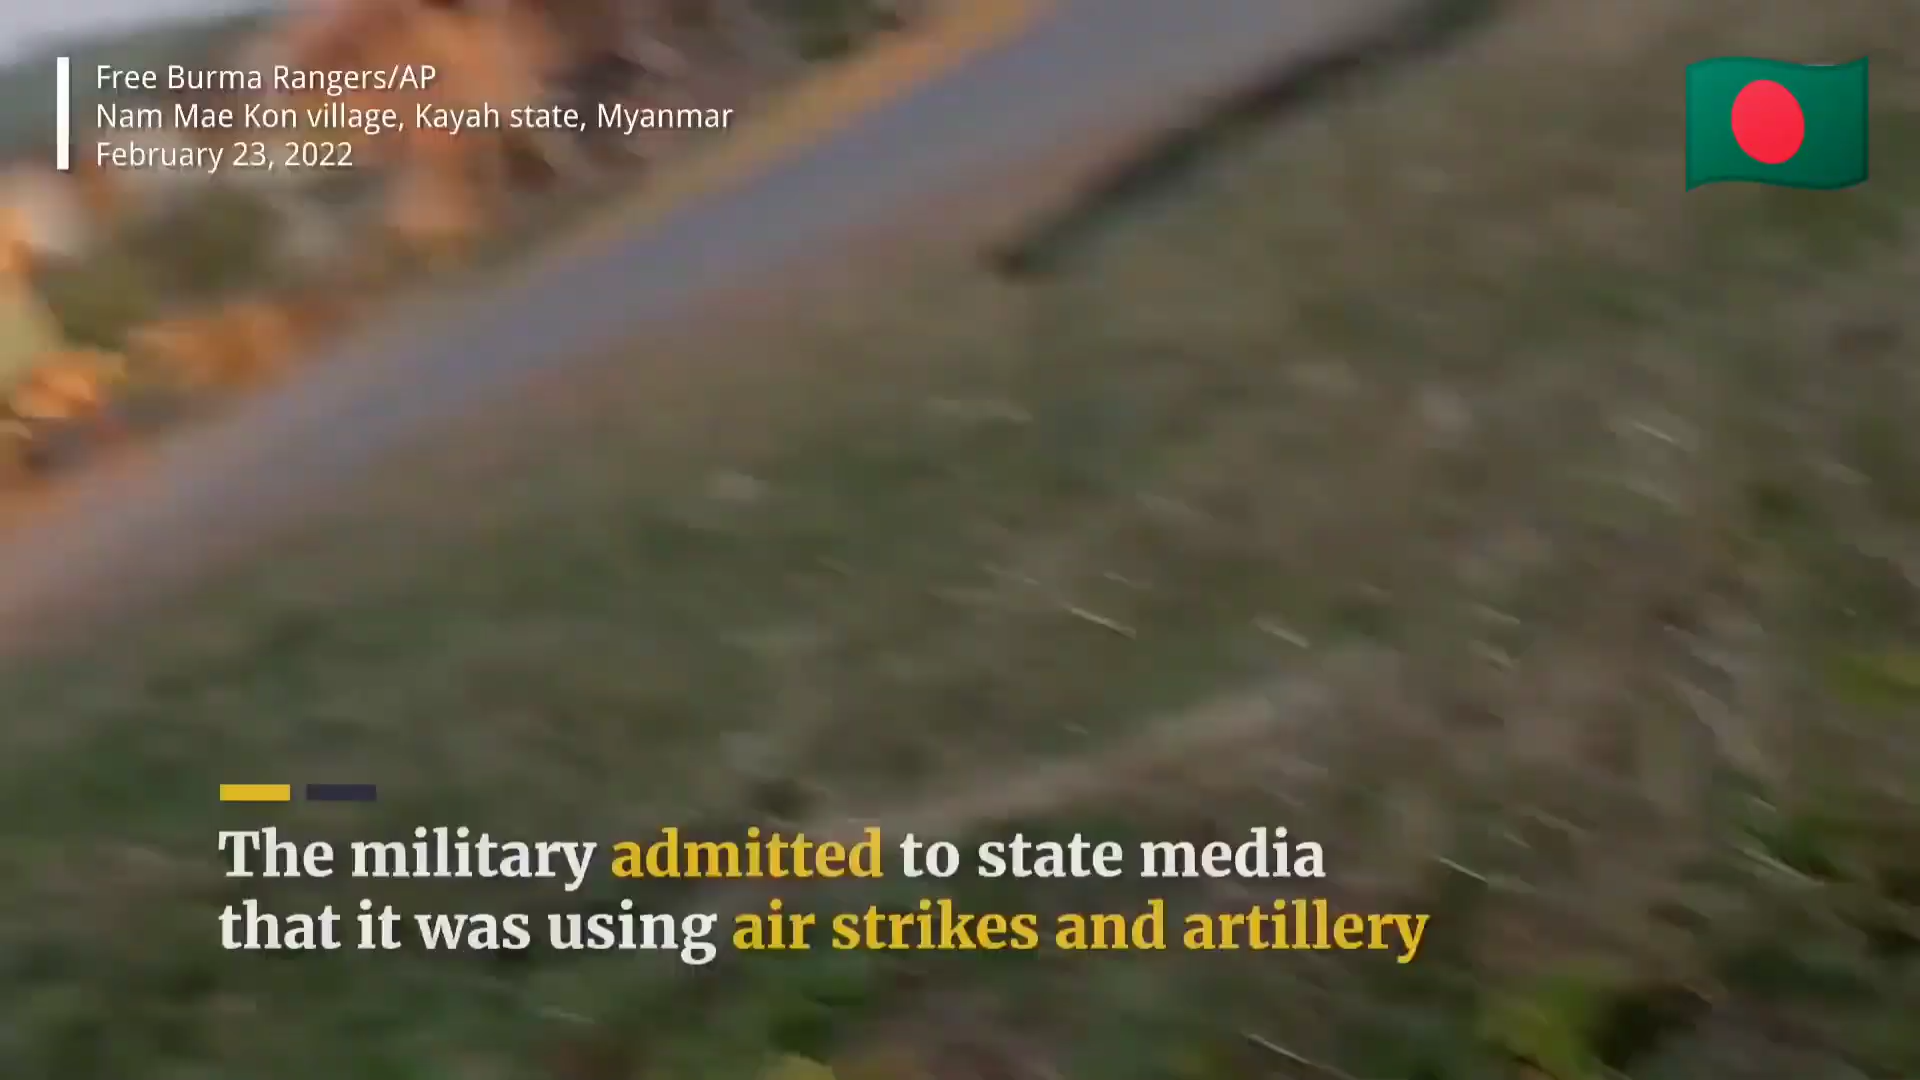 Free Burma Rangers/AP
Nam Mae Kon village, Kayah state, Myanmar
February 23, 2022
The military admitted to state media
that it was using air strikes and artillery